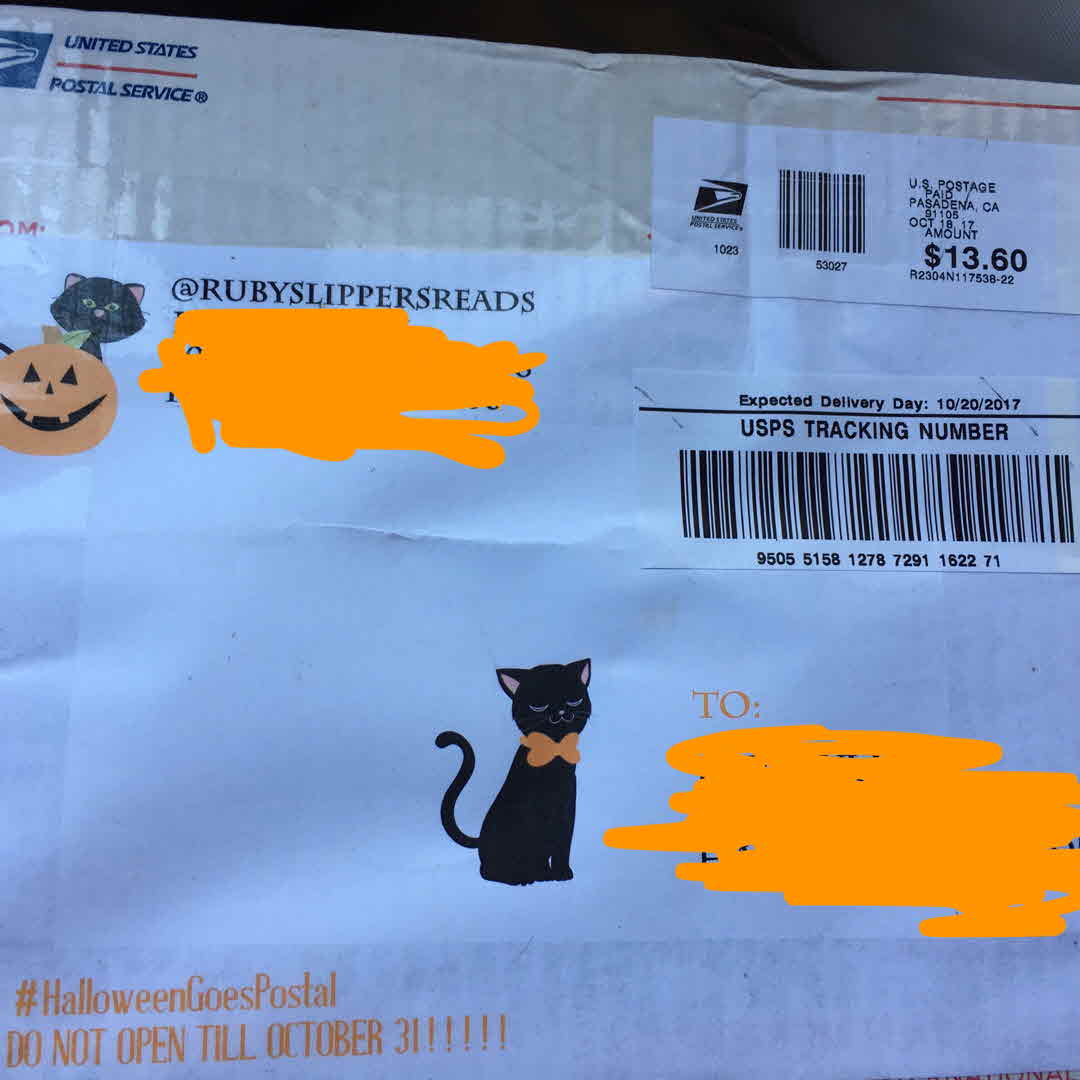 UNITED STATES
POSTAL SERVICE®
OM:
@RUBYSLIPPERSREADS
UNITED STATES
POSTAL SERVICE
1023
53027
U.S. POSTAGE
PAID
PASADENA, CA
91105
OCT 18, 17
AMOUNT
$13.60
R2304N117538-22
Expected Delivery Day: 10/20/2017
USPS TRACKING NUMBER
9505 5158 1278 7291 1622 71
TO:
#HalloweenGoesPostal
DO NOT OPEN TILL OCTOBER 31!!!!!!